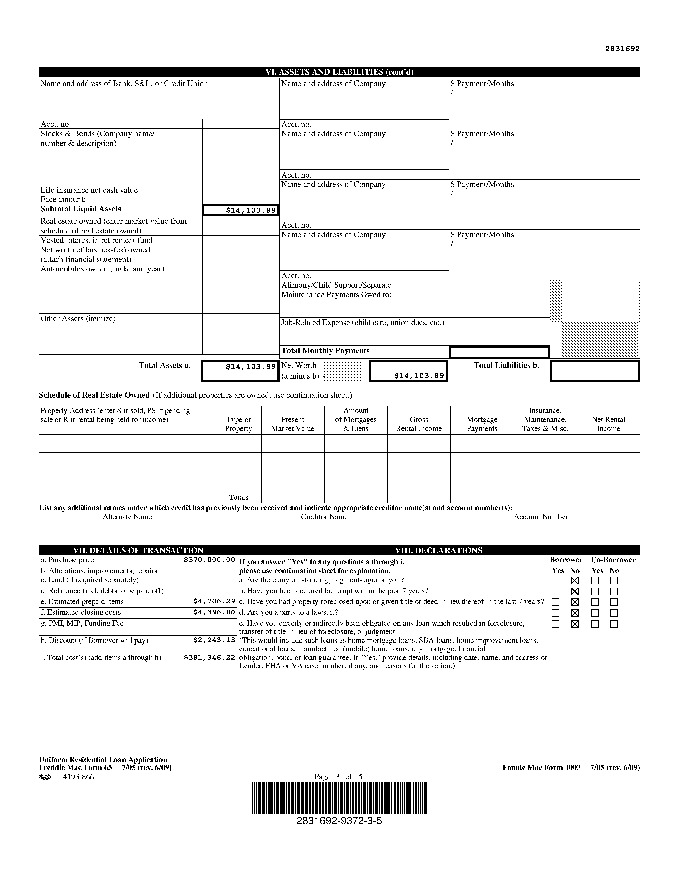 2831692
VI. ASSETS AND LIABILITIES (cont'd)
Name and address of Bank, S&L, or Credit Union
Name and address of Company
$ Payment/Months
/
Acct. no.
Acct. no.
Stocks & Bonds (Company name/
number & description)
Name and address of Company
$ Payment/Months
/
Acct. no.
Life insurance net cash value
Face amount:
Subtotal Liquid Assets
$14,103.99
Name and address of Company
$ Payment/Months
/
Acct. no.
Real estate owned (enter market value from
schedule of real estate owned)
Vested interest in retirement fund
Net worth of business(es) owned
(attach financial statement)
Automobiles owned (make and year)
Name and address of Company
$ Payment/Months
/
Acct. no.
Alimony/Child Support/Separate
Maintenance Payments Owed to:
Other Assets (itemize)
Job-Related Expense (child care, union dues, etc.)
Total Monthly Payments
Total Assets a.
$14,103.99
Net Worth
(a minus b)
$14,103.99
Total Liabilities b.
Schedule of Real Estate Owned (If additional properties are owned, use continuation sheet.)
Property Address (enter S if sold, PS if pending
sale or R if rental being held for income)
Type of
Property
Present
Market Value
Amount
of Mortgages
& Liens
Gross
Rental Income
Mortgage
Payments
Insurance,
Maintenance,
Taxes & Misc.
Net Rental
Income
Totals
List any additional names under which credit has previously been received and indicate appropriate creditor name(s) and account number(s):
Alternate Name
Creditor Name
Account Number
VII. DETAILS OF TRANSACTION
a. Purchase price
$370,000.00
b. Alterations, improvements, repairs
c. Land (if acquired separately)
d. Refinance (incl. debts to be paid off)
e. Estimated prepaid items
f. Estimated closing costs
g. PMI, MIP, Funding Fee
h. Discount (if Borrower will pay)
i. Total costs (add items a through h)
VIII. DECLARATIONS
If you answer "Yes" to any questions a through i,
please use continuation sheet for explanation.
Borrower
Co-Borrower
Yes No
Yes No
a. Are there any outstanding judgments against you?
b. Have you been declared bankrupt within the past 7 years?
c. Have you had property foreclosed upon or given title or deed in lieu thereof in the last 7 years?
d. Are you a party to a lawsuit?
e. Have you directly or indirectly been obligated on any loan which resulted in foreclosure,
transfer of title in lieu of foreclosure, or judgment?
(This would include such loans as home mortgage loans, SBA loans, home improvement loans,
educational loans, manufactured (mobile) home loans, any mortgage, financial
obligation, bond, or loan guarantee. If "Yes," provide details, including date, name, and address of
Lender, FHA or VA case number, if any, and reasons for the action.)
Uniform Residential Loan Application
Freddie Mac Form 65 7/05 (rev. 6/09)
Fannie Mae Form 1003 7/05 (rev. 6/09)
2831692-9372-3-5